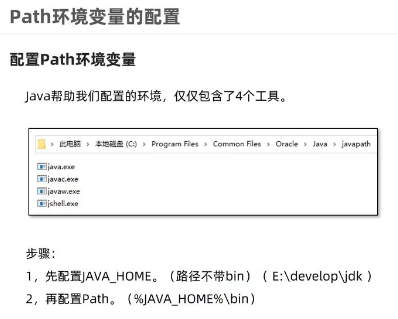 Path环境变量的配置
配置Path环境变量
Java帮助我们配置的环境，仅仅包含了4个工具。
› 此电脑 › 本地磁盘 (C:) › Program Files › Common Files › Oracle › Java › javapath
java.exe
javac.exe
javaw.exe
jshell.exe
步骤：
1，先配置JAVA_HOME。（路径不带bin）（ E:\develop\jdk ）
2，再配置Path。（%JAVA_HOME%\bin）